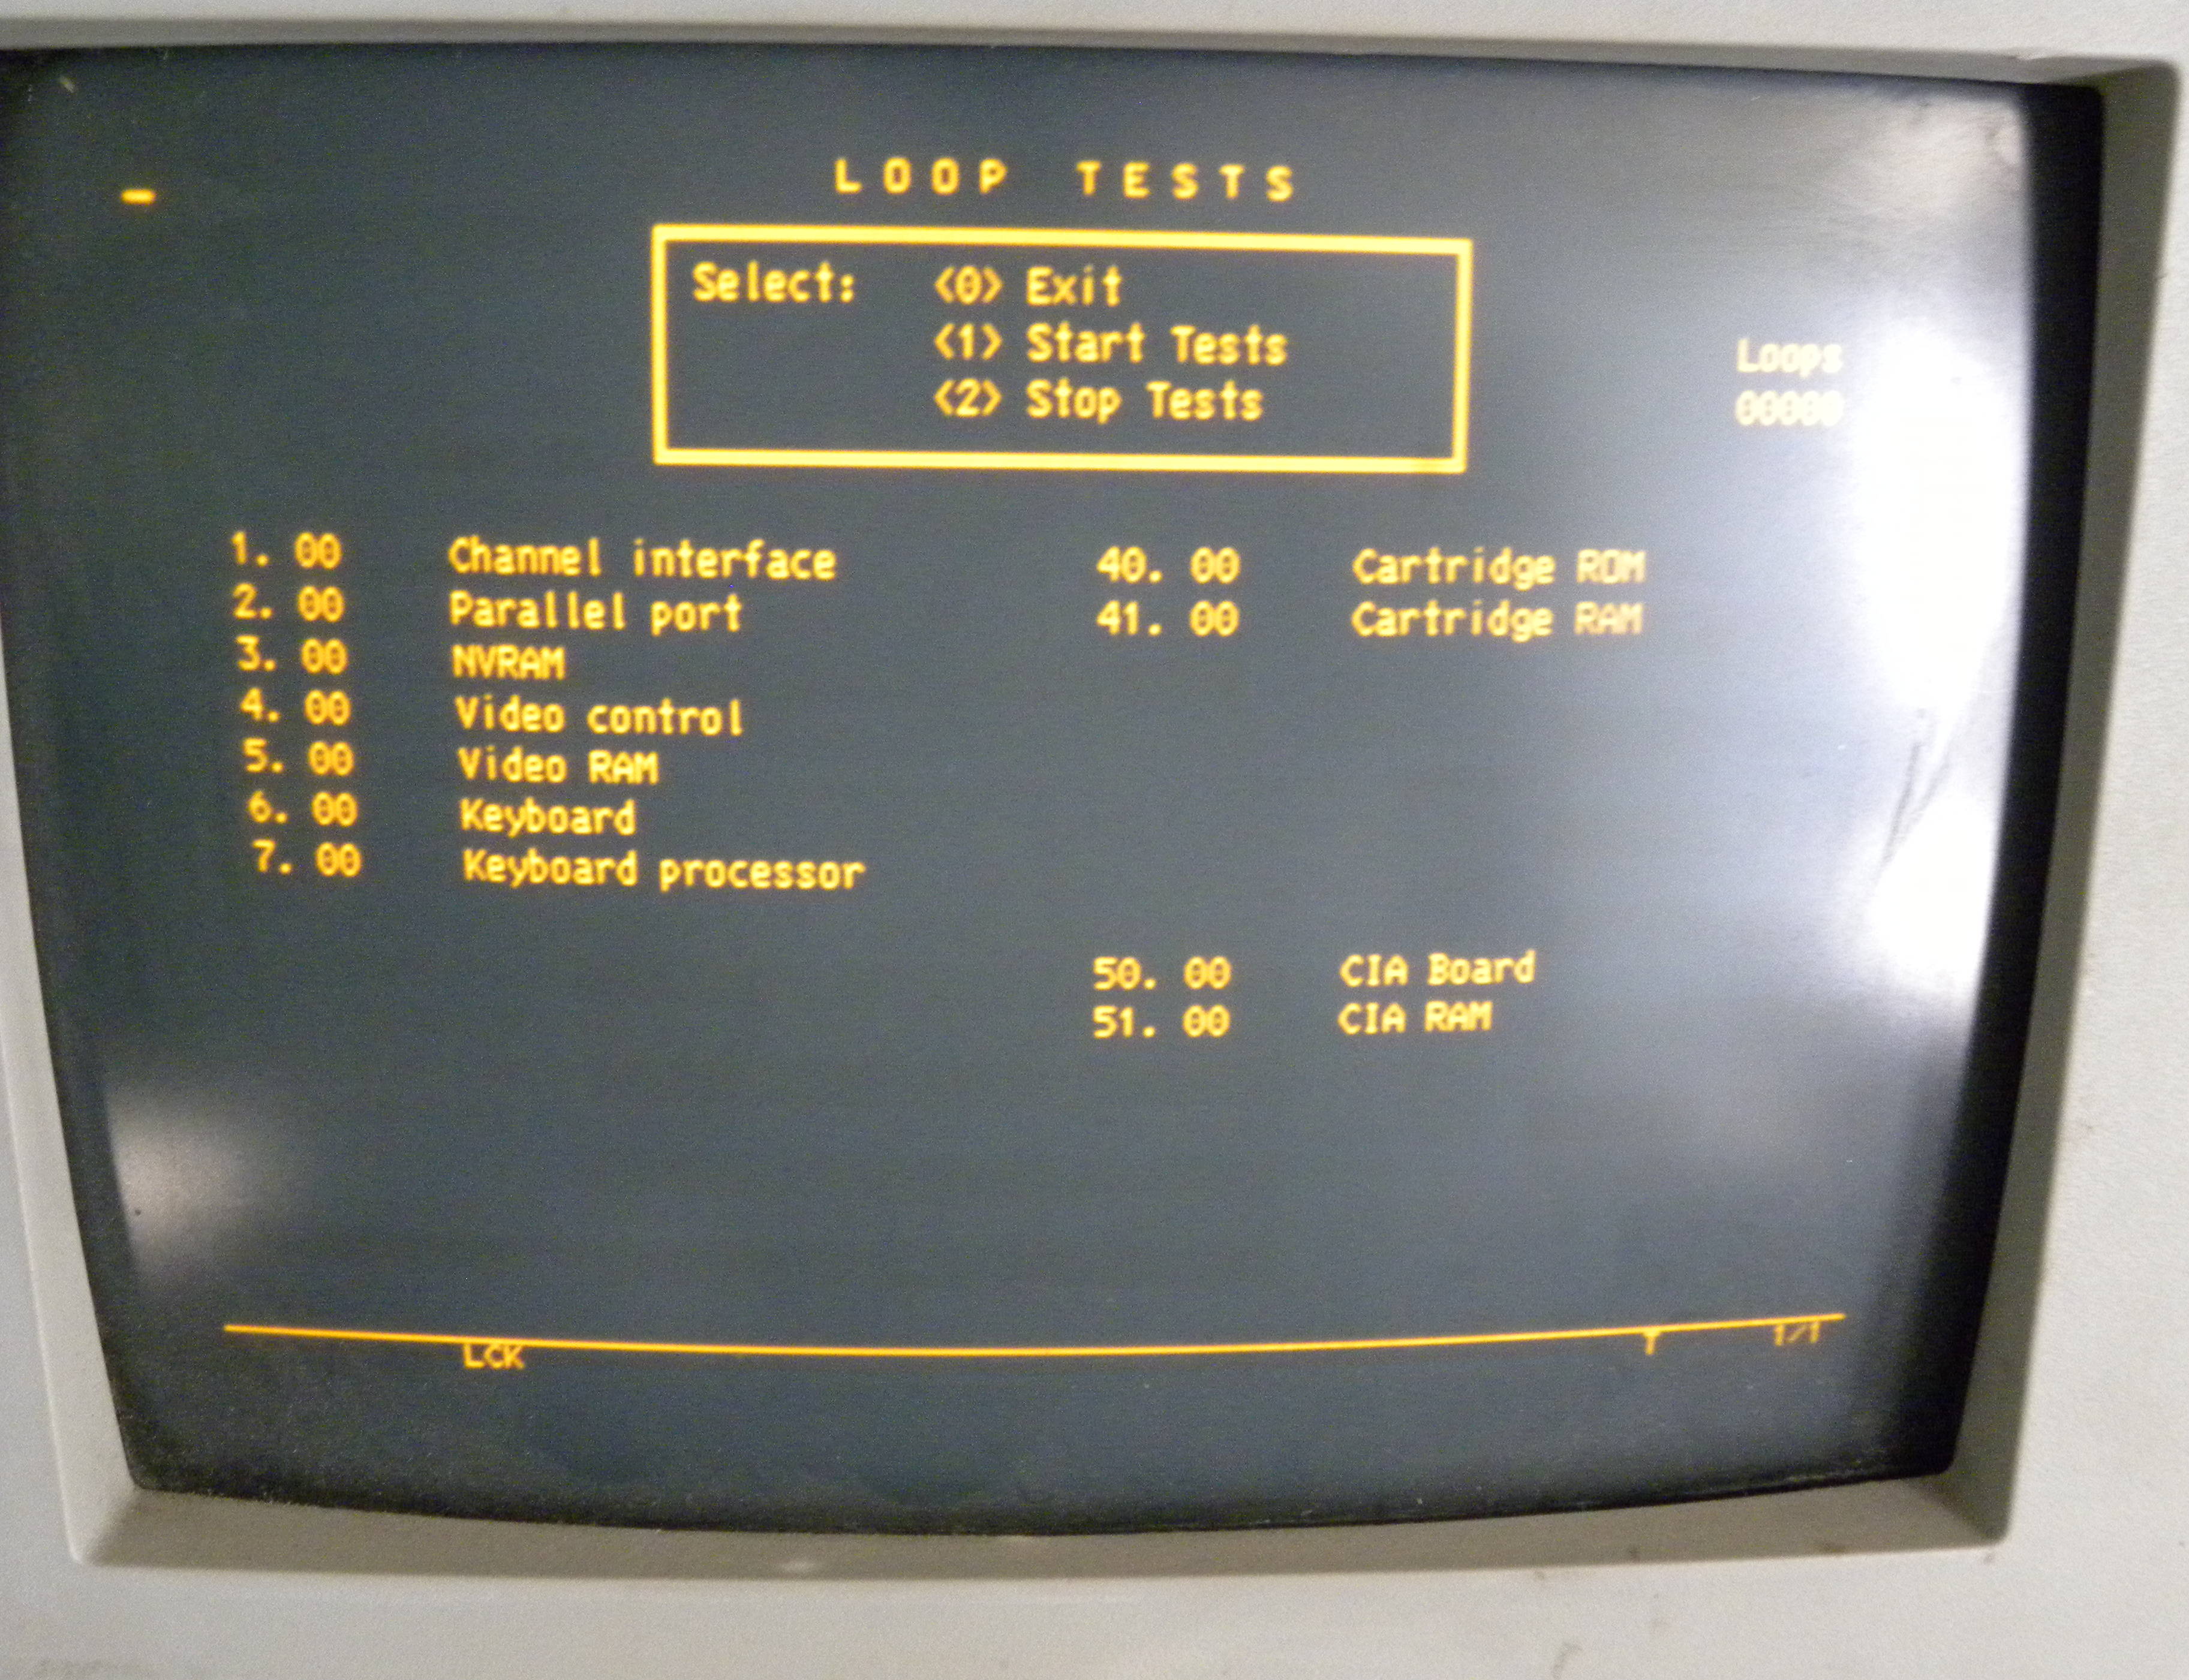 LOOP TESTS
Select: <0> Exit
<1> Start Tests
<2> Stop Tests
Loops
00000
1. 00 Channel interface 40. 00 Cartridge ROM
2. 00 Parallel port 41. 00 Cartridge RAM
3. 00 NVRAM
4. 00 Video control
5. 00 Video RAM
6. 00 Keyboard
7. 00 Keyboard processor
50. 00 CIA Board
51. 00 CIA RAM
LCK T 1/1